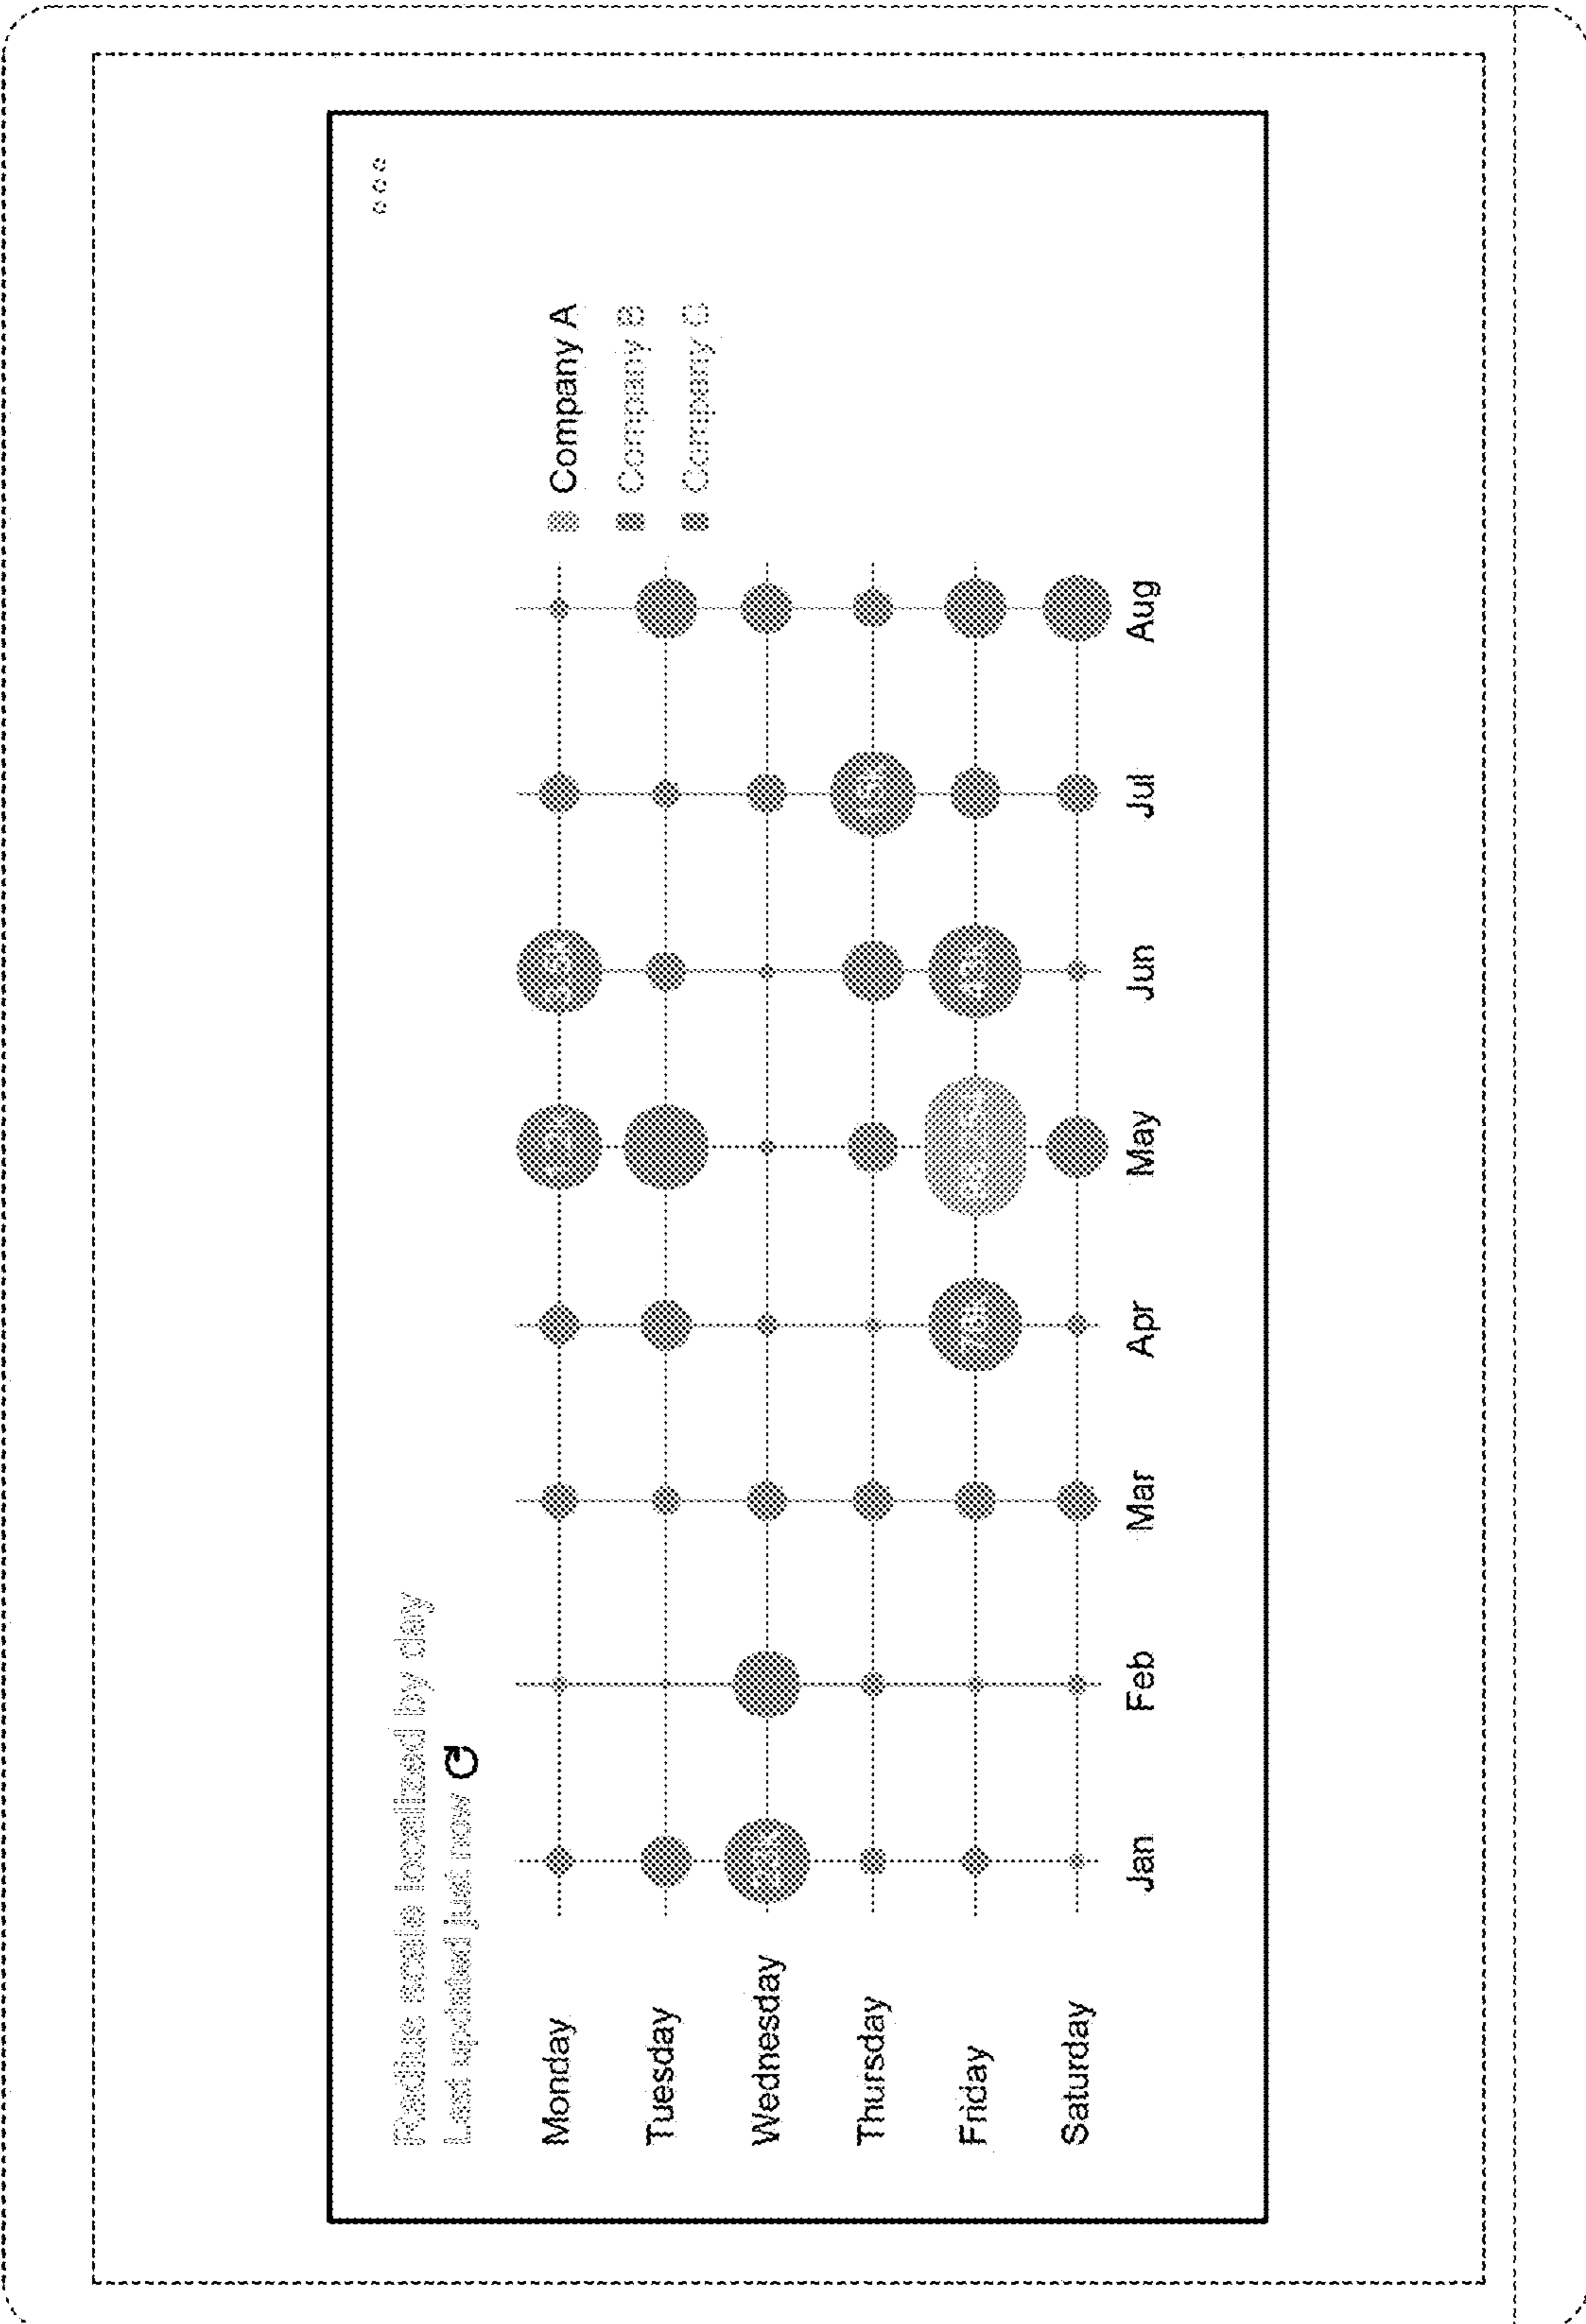 Radius scale localized by day
Last updated just now
Company A
Company B
Company C
Monday
Tuesday
Wednesday
Thursday
Friday
Saturday
Jan Feb Mar Apr May Jun Jul Aug